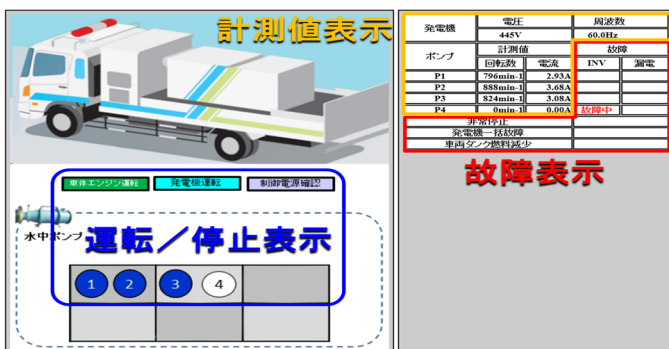 計測値表示
車体エンジン運転 発電機運転 制御電源確認
水中ポンプ
運転／停止表示
1 2 3 4
発電機 電圧 周波数
445V 60.0Hz
ポンプ 計測値 故障
回転数 電流 INV 漏電
P1 796min-1 2.93A
P2 888min-1 3.68A
P3 824min-1 3.08A
P4 0min-1 0.00A 故障中
非常停止
発電機一括故障
車両タンク燃料減少
故障表示